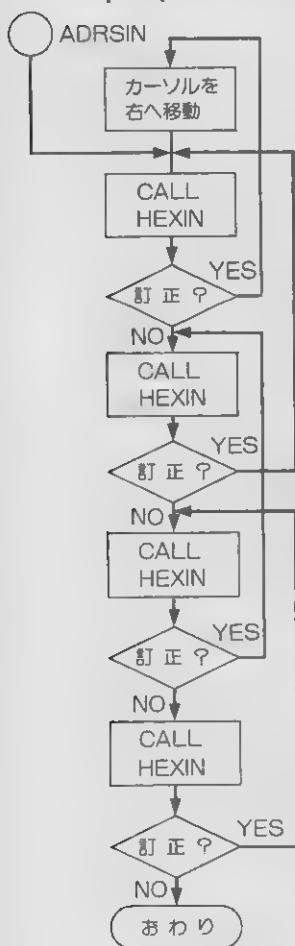 ADRSIN
カーソルを
右へ移動
CALL
HEXIN
YES
訂正？
NO
CALL
HEXIN
YES
訂正？
NO
CALL
HEXIN
YES
訂正？
NO
CALL
HEXIN
YES
訂正？
NO
おわり